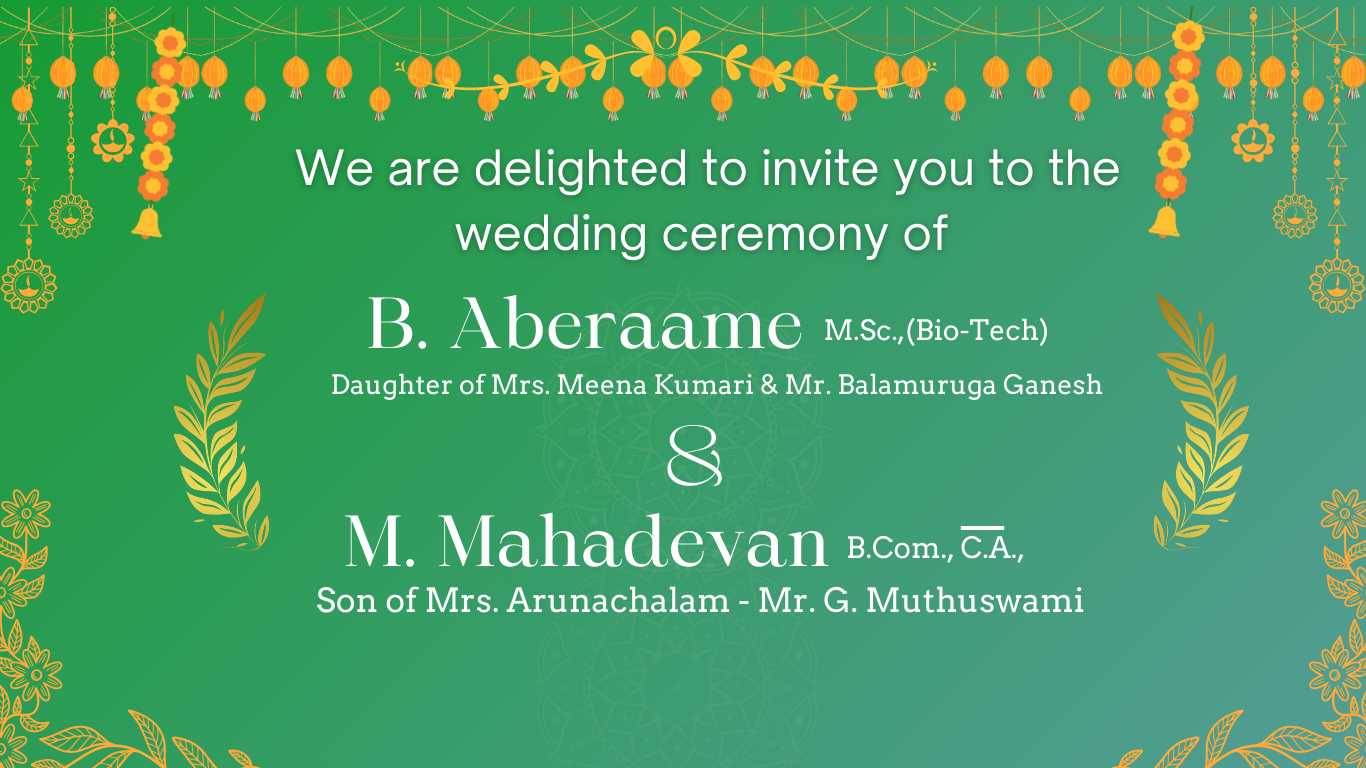 We are delighted to invite you to the
wedding ceremony of
B. Aberaame M.Sc.,(Bio-Tech)
Daughter of Mrs. Meena Kumari & Mr. Balamuruga Ganesh
&
M. Mahadevan B.Com., C.A.,
Son of Mrs. Arunachalam - Mr. G. Muthuswami